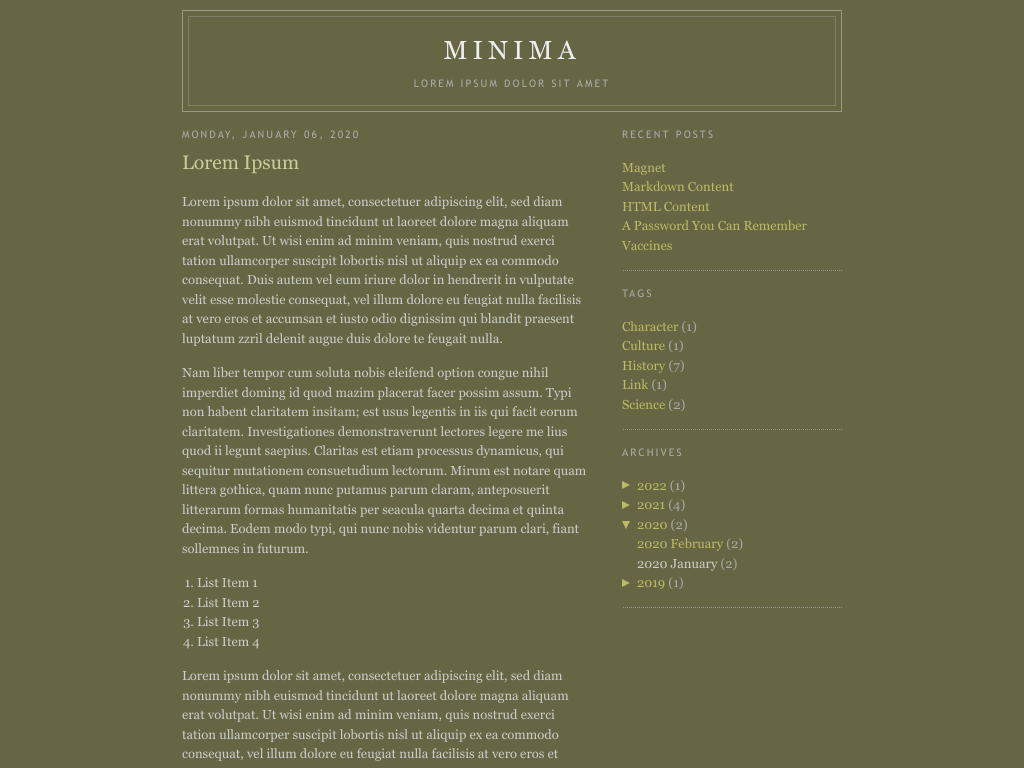 MINIMA
LOREM IPSUM DOLOR SIT AMET
MONDAY, JANUARY 06, 2020
Lorem Ipsum
Lorem ipsum dolor sit amet, consectetuer adipiscing elit, sed diam
nonummy nibh euismod tincidunt ut laoreet dolore magna aliquam
erat volutpat. Ut wisi enim ad minim veniam, quis nostrud exerci
tation ullamcorper suscipit lobortis nisl ut aliquip ex ea commodo
consequat. Duis autem vel eum iriure dolor in hendrerit in vulputate
velit esse molestie consequat, vel illum dolore eu feugiat nulla facilisis
at vero eros et accumsan et iusto odio dignissim qui blandit praesent
luptatum zzril delenit augue duis dolore te feugait nulla.
Nam liber tempor cum soluta nobis eleifend option congue nihil
imperdiet doming id quod mazim placerat facer possim assum. Typi
non habent claritatem insitam; est usus legentis in iis qui facit eorum
claritatem. Investigationes demonstraverunt lectores legere me lius
quod ii legunt saepius. Claritas est etiam processus dynamicus, qui
sequitur mutationem consuetudium lectorum. Mirum est notare quam
littera gothica, quam nunc putamus parum claram, anteposuerit
litterarum formas humanitatis per seacula quarta decima et quinta
decima. Eodem modo typi, qui nunc nobis videntur parum clari, fiant
sollemnes in futurum.
1. List Item 1
2. List Item 2
3. List Item 3
4. List Item 4
Lorem ipsum dolor sit amet, consectetuer adipiscing elit, sed diam
nonummy nibh euismod tincidunt ut laoreet dolore magna aliquam
erat volutpat. Ut wisi enim ad minim veniam, quis nostrud exerci
tation ullamcorper suscipit lobortis nisl ut aliquip ex ea commodo
consequat, vel illum dolore eu feugiat nulla facilisis at vero eros et
RECENT POSTS
Magnet
Markdown Content
HTML Content
A Password You Can Remember
Vaccines
TAGS
Character (1)
Culture (1)
History (7)
Link (1)
Science (2)
ARCHIVES
► 2022 (1)
► 2021 (4)
▼ 2020 (2)
2020 February (2)
2020 January (2)
► 2019 (1)